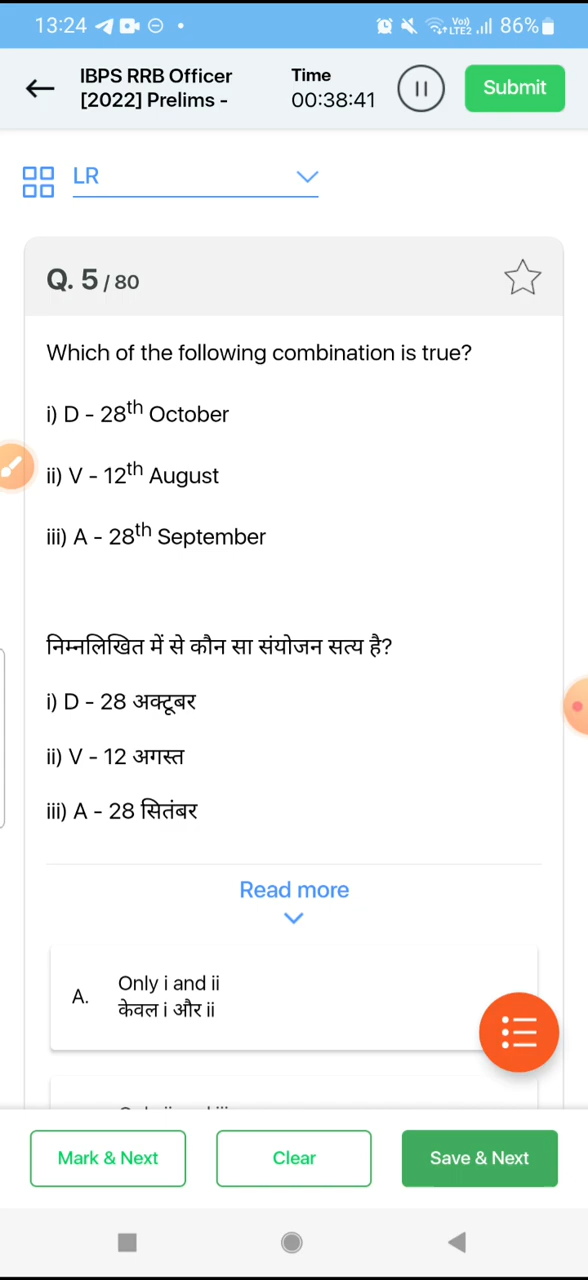 13:24 Vo)) LTE2 86%
IBPS RRB Officer
[2022] Prelims -
Time
00:38:41
Submit
LR
Q. 5 / 80
Which of the following combination is true?
i) D - 28th October
ii) V - 12th August
iii) A - 28th September
निम्नलिखित में से कौन सा संयोजन सत्य है?
i) D - 28 अक्टूबर
ii) V - 12 अगस्त
iii) A - 28 सितंबर
Read more
A. Only i and ii
केवल i और ii
Mark & Next
Clear
Save & Next